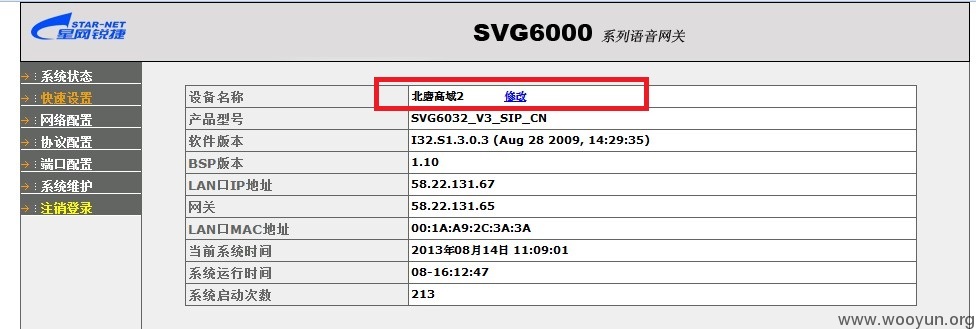 STAR-NET
星网锐捷
SVG6000 系列语音网关
系统状态
快速设置
网络配置
协议配置
端口配置
系统维护
注销登录
设备名称 北磨高域2 修改
产品型号 SVG6032_V3_SIP_CN
软件版本 I32.S1.3.0.3 (Aug 28 2009, 14:29:35)
BSP版本 1.10
LAN口IP地址 58.22.131.67
网关 58.22.131.65
LAN口MAC地址 00:1A:A9:2C:3A:3A
当前系统时间 2013年08月14日 11:09:01
系统运行时间 08-16:12:47
系统启动次数 213
www.wooyun.org